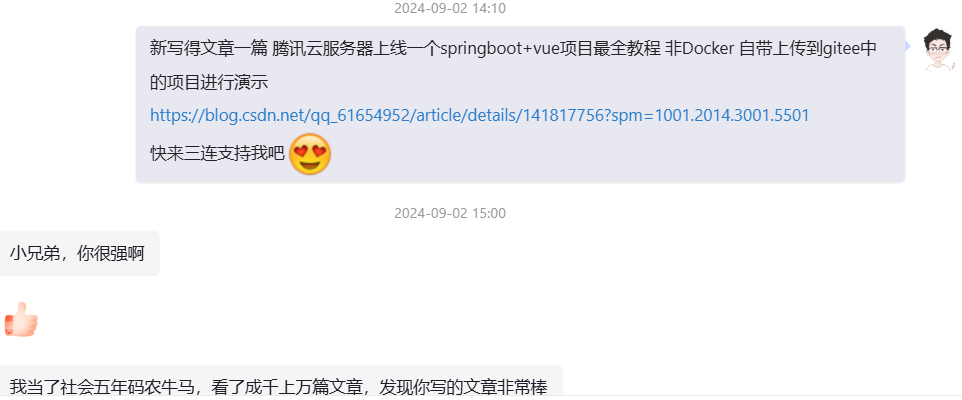 2024-09-02 14:10
新写得文章一篇 腾讯云服务器上线一个springboot+vue项目最全教程 非Docker 自带上传到gitee中
的项目进行演示
https://blog.csdn.net/qq_61654952/article/details/141817756?spm=1001.2014.3001.5501
快来三连支持我吧
2024-09-02 15:00
小兄弟，你很强啊
我当了社会五年码农牛马，看了成千上万篇文章，发现你写的文章非常棒